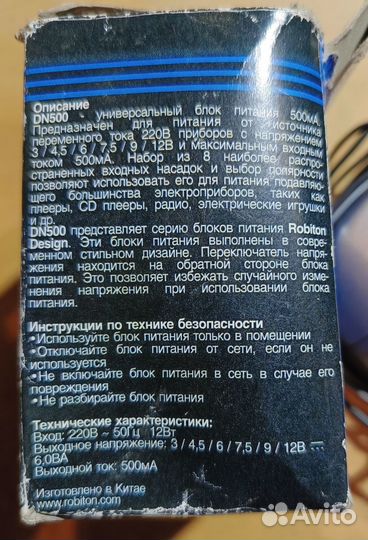 Описание
DN500 - универсальный блок питания 500мА.
Предназначен для питания от источника
переменного тока 220В приборов с напряжением
3 / 4,5 / 6 / 7,5 / 9 / 12В и максимальным входным
током 500мА. Набор из 8 наиболее распро-
страненных входных насадок и выбор полярности
позволяют использовать его для питания подавляю-
щего большинства электроприборов, таких как
плееры, CD плееры, радио, электрические игрушки
и др.
DN500 представляет серию блоков питания Robiton
Design. Эти блоки питания выполнены в совре-
менном стильном дизайне. Переключатель напря-
жения находится на обратной стороне блока
питания. Это позволяет избежать случайного изме-
нения напряжения при использовании блока
питания.
Инструкции по технике безопасности
•Используйте блок питания только в помещении
•Отключайте блок питания от сети, если он не
используется
•Не включайте блок питания в сеть в случае его
повреждения
•Не разбирайте блок питания
Технические характеристики:
Вход: 220В ~ 50Гц 12Вт
Выходное напряжение: 3 / 4,5 / 6 / 7,5 / 9 / 12В
6,0ВА
Выходной ток: 500мА
Изготовлено в Китае
www.robiton.com
Avito